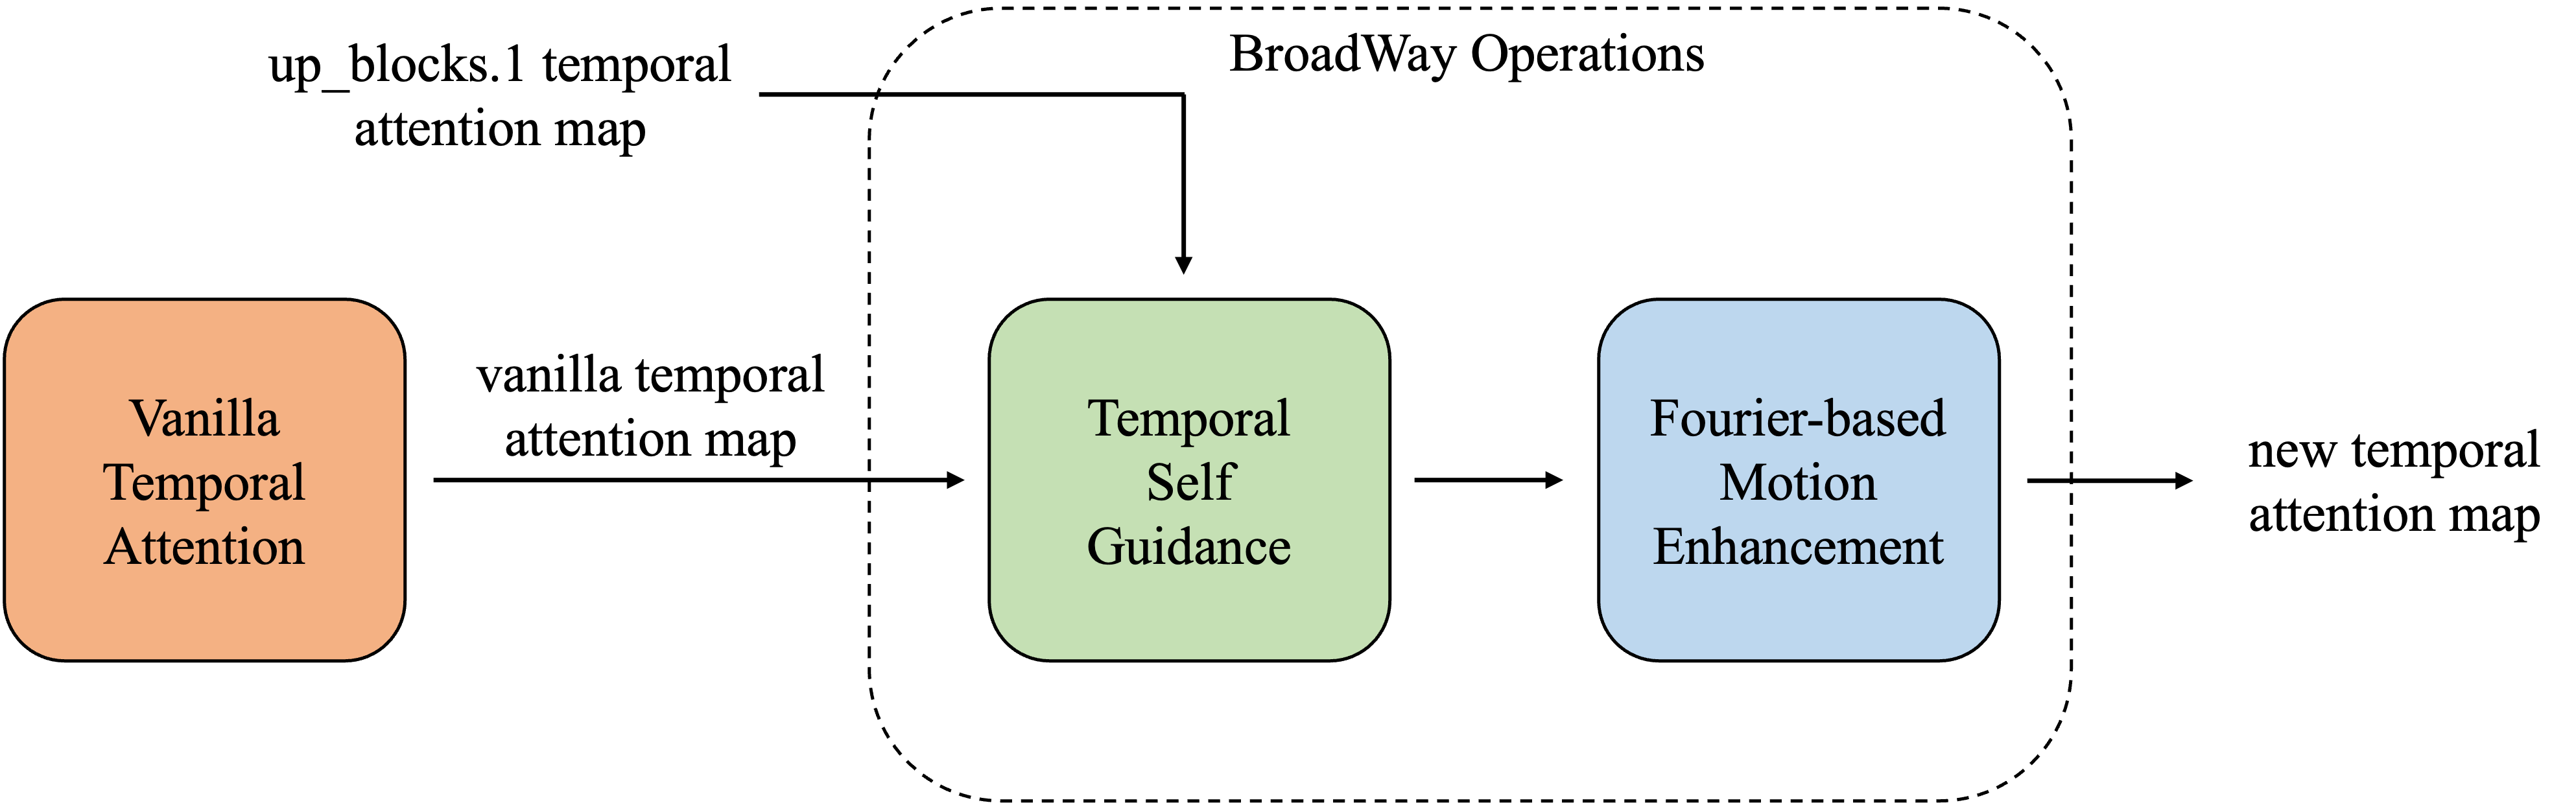 up_blocks.1 temporal
attention map
BroadWay Operations
Vanilla
Temporal
Attention
vanilla temporal
attention map
Temporal
Self
Guidance
Fourier-based
Motion
Enhancement
new temporal
attention map